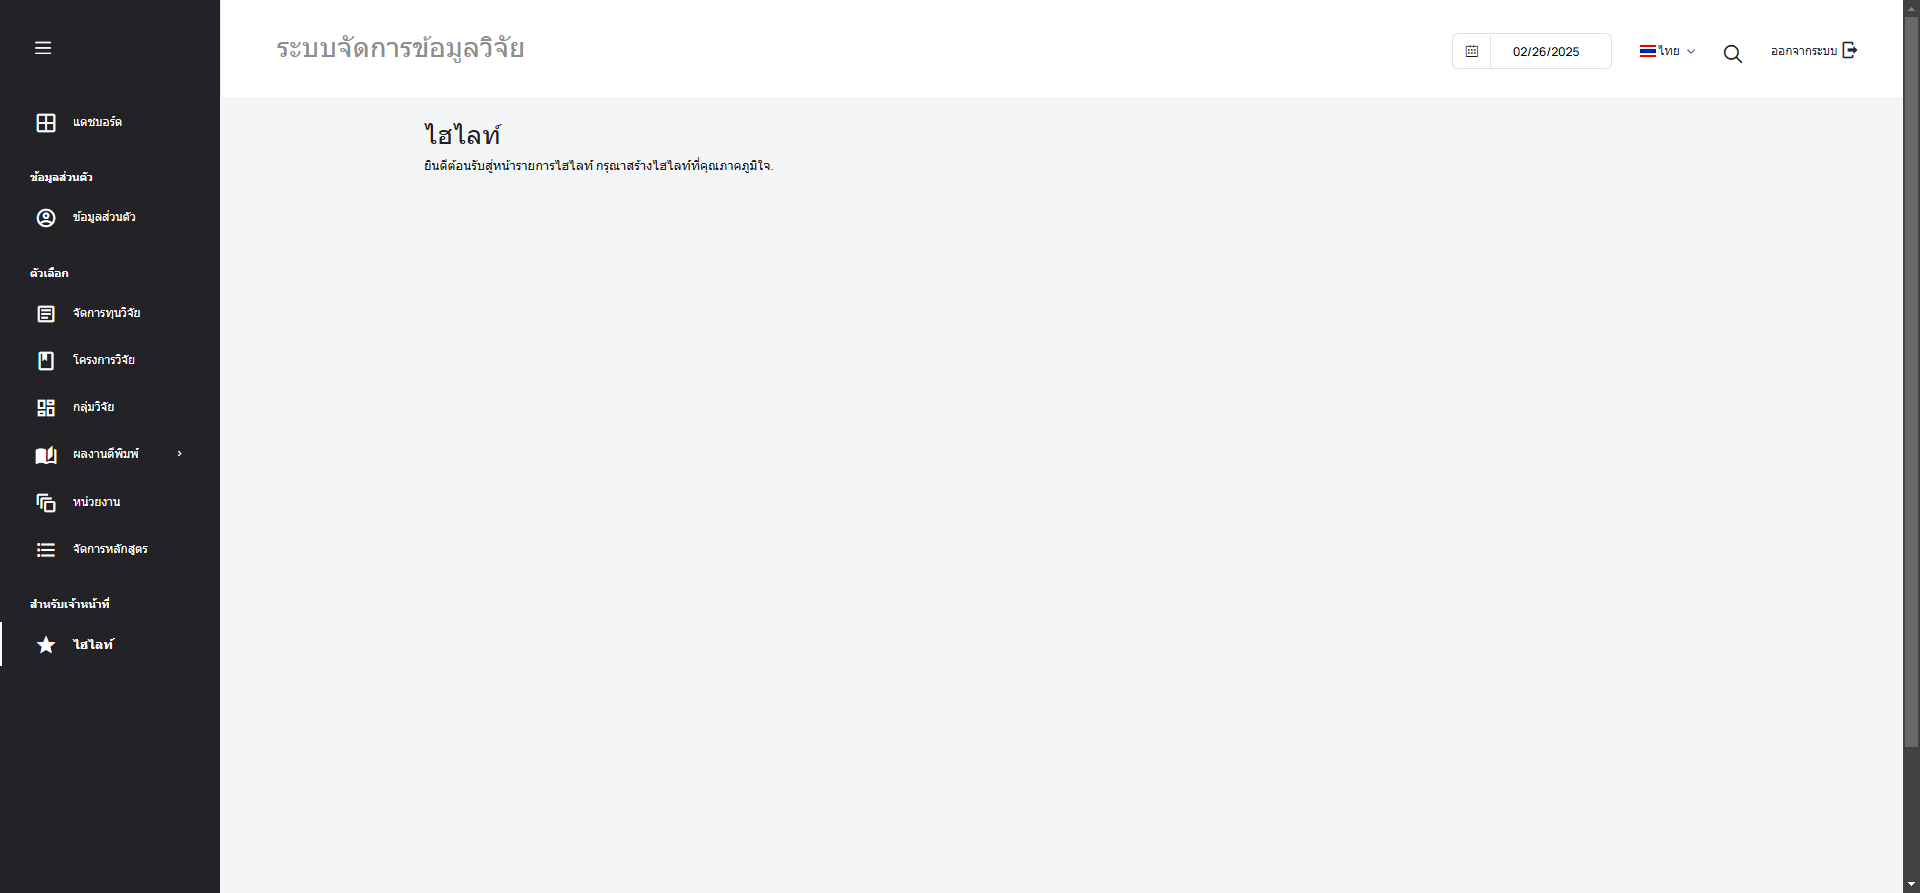 ระบบจัดการข้อมูลวิจัย
02/26/2025
ไทย
ออกจากระบบ
แดชบอร์ด
ข้อมูลส่วนตัว
ข้อมูลส่วนตัว
ตัวเลือก
จัดการทุนวิจัย
โครงการวิจัย
กลุ่มวิจัย
ผลงานตีพิมพ์
หน่วยงาน
จัดการหลักสูตร
สำหรับเจ้าหน้าที่
ไฮไลท์
ไฮไลท์
ยินดีต้อนรับสู่หน้ารายการไฮไลท์ กรุณาสร้างไฮไลท์ที่คุณภาคภูมิใจ.